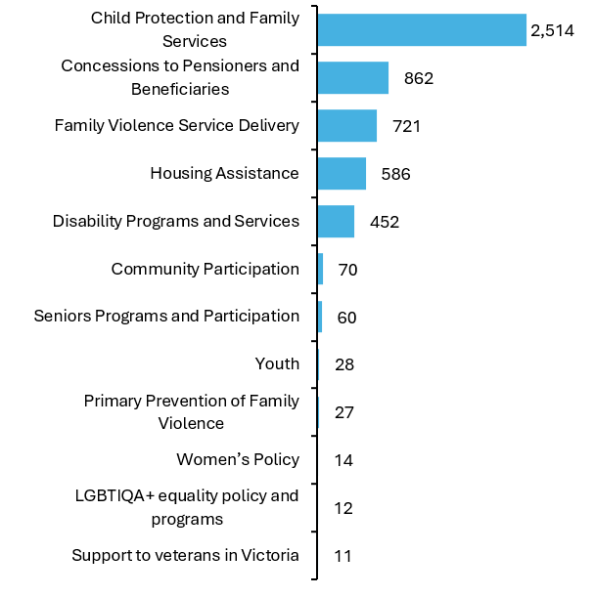 Child Protection and Family
Services
2,514
Concessions to Pensioners and
Beneficiaries
862
Family Violence Service Delivery
721
Housing Assistance
586
Disability Programs and Services
452
Community Participation
70
Seniors Programs and Participation
60
Youth
28
Primary Prevention of Family
Violence
27
Women’s Policy
14
LGBTIQA+ equality policy and
programs
12
Support to veterans in Victoria
11